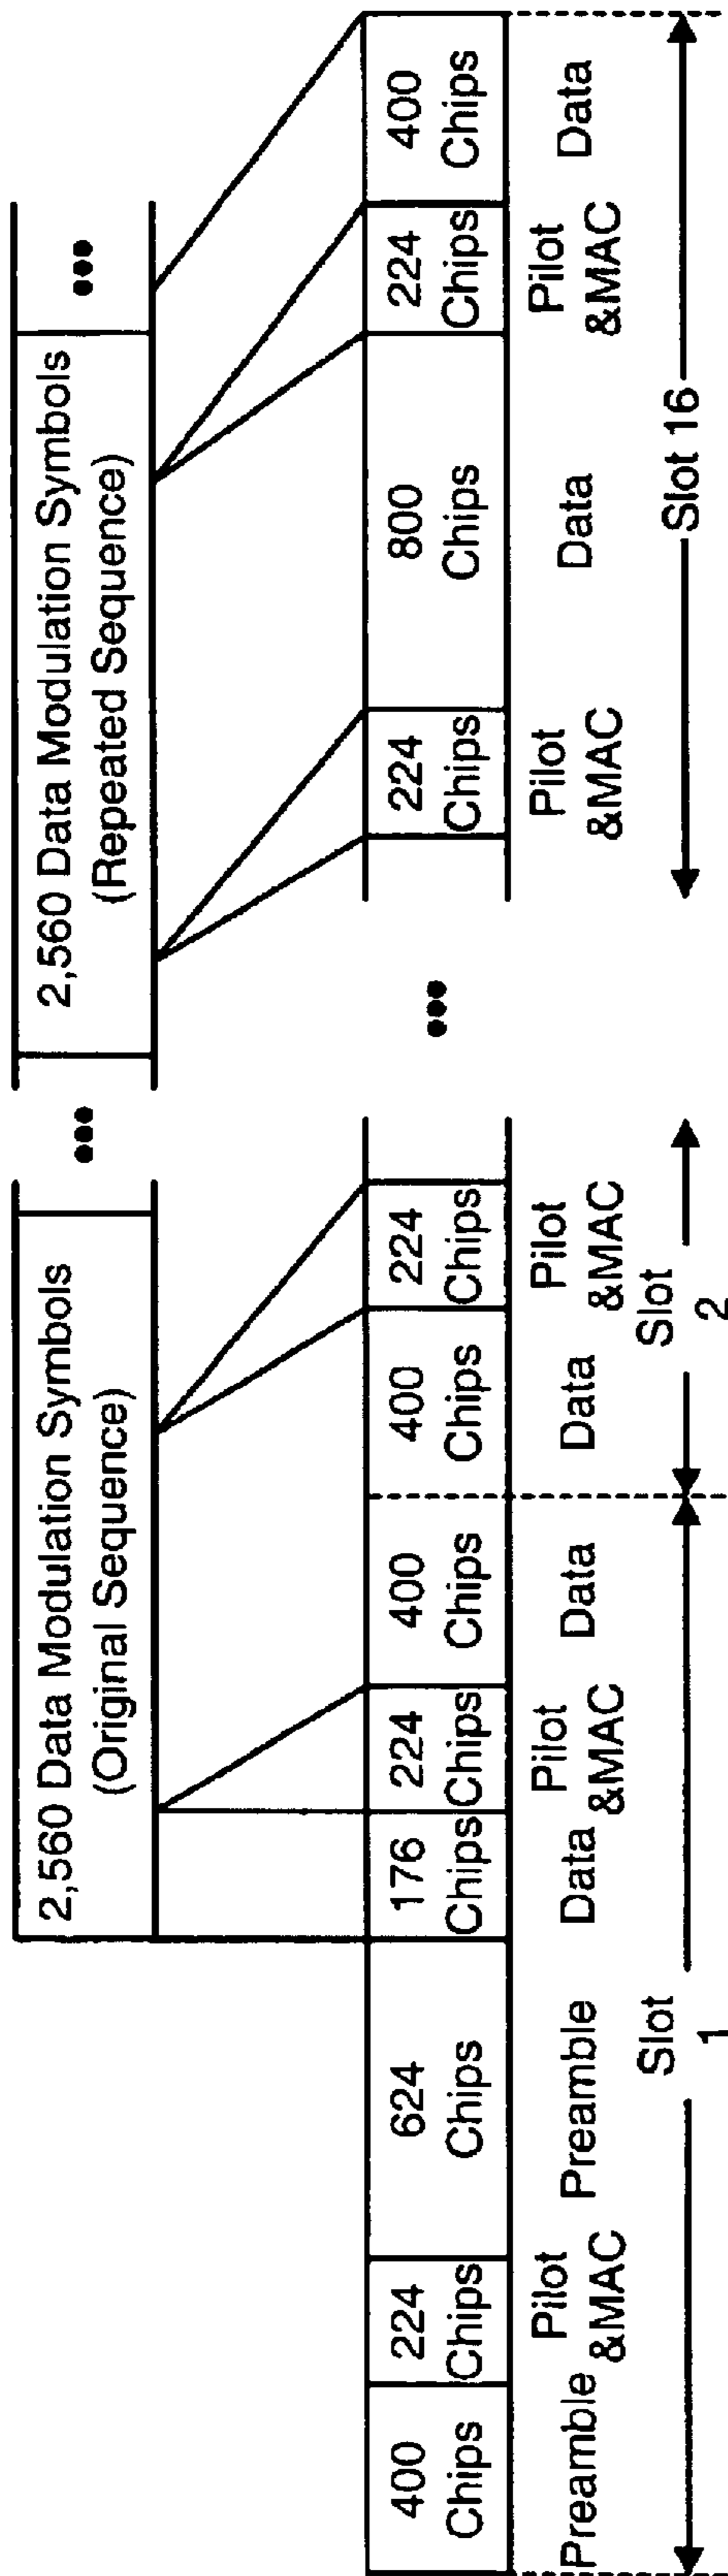 2,560 Data Modulation Symbols
(Original Sequence)
•••
2,560 Data Modulation Symbols
(Repeated Sequence)
•••
400
Chips
224
Chips
624
Chips
176
Chips
224
Chips
400
Chips
400
Chips
224
Chips
•••
224
Chips
800
Chips
224
Chips
400
Chips
Preamble
Pilot
&MAC
Preamble
Data
Pilot
&MAC
Data
Data
Pilot
&MAC
Pilot
&MAC
Data
Pilot
&MAC
Data
Slot
1
Slot
2
Slot 16